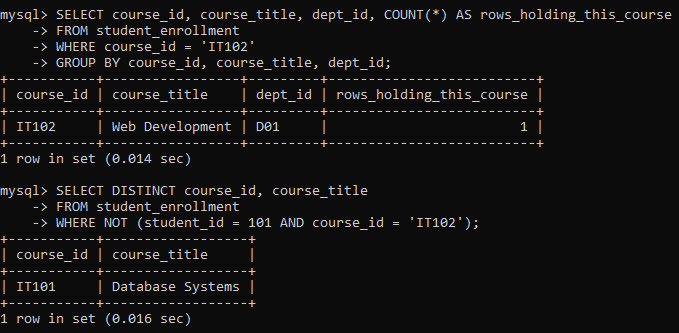 mysql> SELECT course_id, course_title, dept_id, COUNT(*) AS rows_holding_this_course
    -> FROM student_enrollment
    -> WHERE course_id = 'IT102'
    -> GROUP BY course_id, course_title, dept_id;
+-----------+-----------------+---------+--------------------------+
| course_id | course_title    | dept_id | rows_holding_this_course |
+-----------+-----------------+---------+--------------------------+
| IT102     | Web Development | D01     |                        1 |
+-----------+-----------------+---------+--------------------------+
1 row in set (0.014 sec)

mysql> SELECT DISTINCT course_id, course_title
    -> FROM student_enrollment
    -> WHERE NOT (student_id = 101 AND course_id = 'IT102');
+-----------+------------------+
| course_id | course_title     |
+-----------+------------------+
| IT101     | Database Systems |
+-----------+------------------+
1 row in set (0.016 sec)